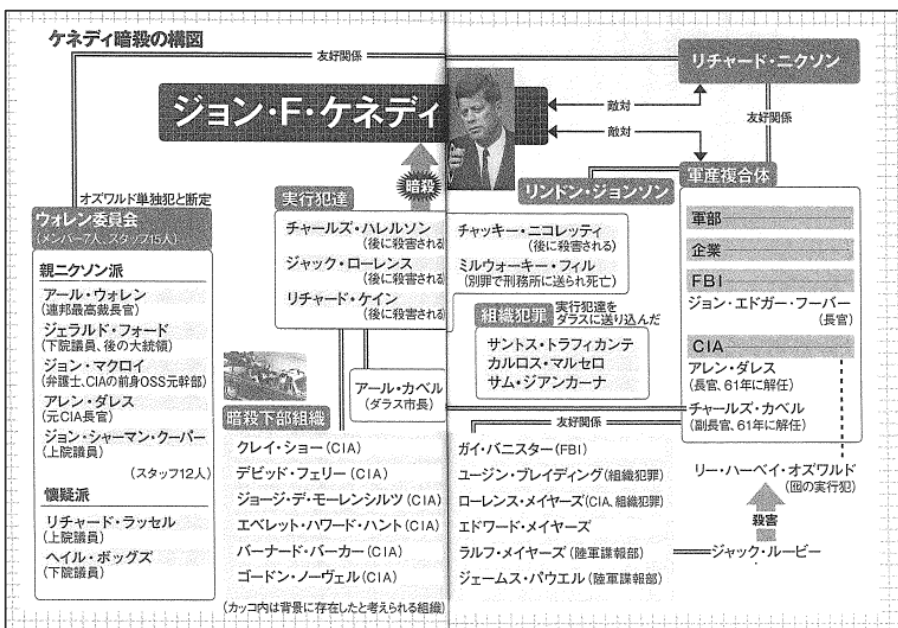 ケネディ暗殺の構図
友好関係
リチャード・ニクソン
ジョン・F・ケネディ
敵対
敵対
友好関係
暗殺
リンドン・ジョンソン
軍産複合体
軍部
企業
FBI
ジョン・エドガー・フーバー
(長官)
CIA
アレン・ダレス
(長官、61年に解任)
チャールズ・カベル
(副長官、61年に解任)
オズワルド単独犯と断定
ウォレン委員会
(メンバー7人、スタッフ15人)
親ニクソン派
アール・ウォレン
(連邦最高裁長官)
ジェラルド・フォード
(下院議員、後の大統領)
ジョン・マクロイ
(弁護士、CIAの前身OSS元幹部)
アレン・ダレス
(元CIA長官)
ジョン・シャーマン・クーパー
(上院議員)
(スタッフ12人)
懐疑派
リチャード・ラッセル
(上院議員)
ヘイル・ボッグズ
(下院議員)
実行犯達
チャールズ・ハレルソン
(後に殺害される)
ジャック・ローレンス
(後に殺害される)
リチャード・ケイン
(後に殺害される)
チャッキー・ニコレッティ
(後に殺害される)
ミルウォーキー・フィル
(別罪で刑務所に送られ死亡)
組織犯罪
実行犯達を
ダラスに送り込んだ
サントス・トラフィカンテ
カルロス・マルセロ
サム・ジアンカーナ
アール・カベル
(ダラス市長)
暗殺下部組織
友好関係
クレイ・ショー(CIA)
デビッド・フェリー(CIA)
ジョージ・デ・モーレンシルツ(CIA)
エベレット・ハワード・ハント(CIA)
バーナード・バーカー(CIA)
ゴードン・ノーヴェル(CIA)
(カッコ内は背景に存在したと考えられる組織)
ガイ・バニスター(FBI)
ユージン・ブレイディング(組織犯罪)
ローレンス・メイヤーズ(CIA、組織犯罪)
エドワード・メイヤーズ
ラルフ・メイヤーズ(陸軍諜報部)
ジェームス・パウエル(陸軍諜報部)
リー・ハーベイ・オズワルド
(囮の実行犯)
殺害
ジャック・ルービー